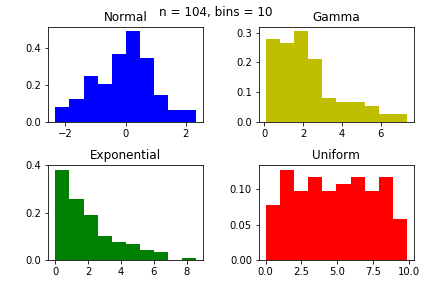 n = 104, bins = 10
Normal
0.4
0.2
0.0
−2 0 2
Gamma
0.3
0.2
0.1
0.0
0 2 4 6
Exponential
0.4
0.2
0.0
0 2 4 6 8
Uniform
0.10
0.05
0.00
0.0 2.5 5.0 7.5 10.0